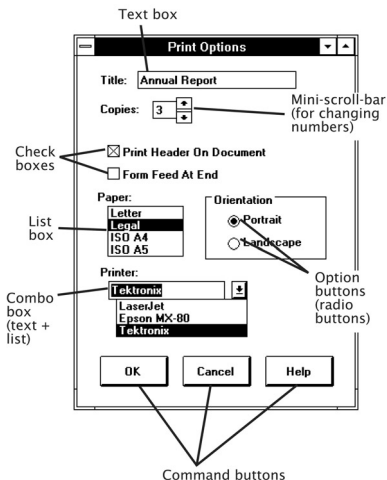 Text box
Print Options
Title: Annual Report
Copies: 3
Mini-scroll-bar
(for changing
numbers)
Check
boxes
Print Header On Document
Form Feed At End
Paper:
Letter
Legal
ISO A4
ISO A5
List
box
Orientation
Portrait
Landscape
Option
buttons
(radio
buttons)
Printer:
Tektronix
LaserJet
Epson MX-80
Tektronix
Combo
box
(text +
list)
OK Cancel Help
Command buttons